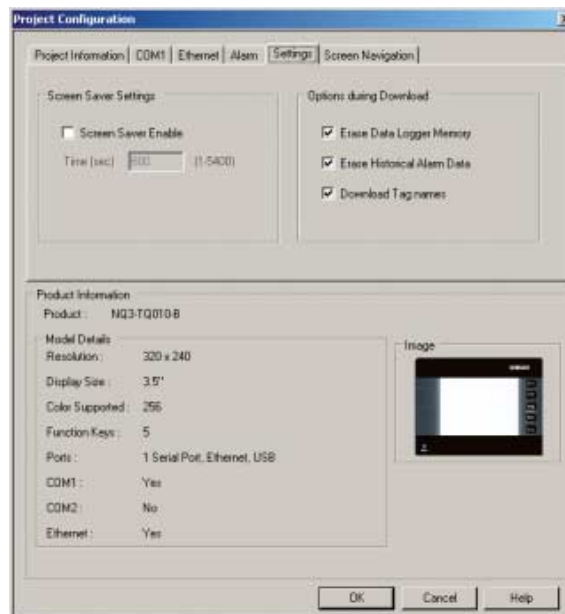 Project Configuration
Project Information COM1 Ethernet Alarm Settings Screen Navigation
Screen Saver Settings
Screen Saver Enable
Time (sec) 600 (1-5400)
Options during Download
Erase Data Logger Memory
Erase Historical Alarm Data
Download Tag names
Product Information
Product : NQ3-TQ010-B
Model Details
Resolution : 320 x 240
Display Size : 3.5"
Color Supported : 256
Function Keys : 5
Ports : 1 Serial Port, Ethernet, USB
COM1 : Yes
COM2 : No
Ethernet : Yes
Image
OK Cancel Help